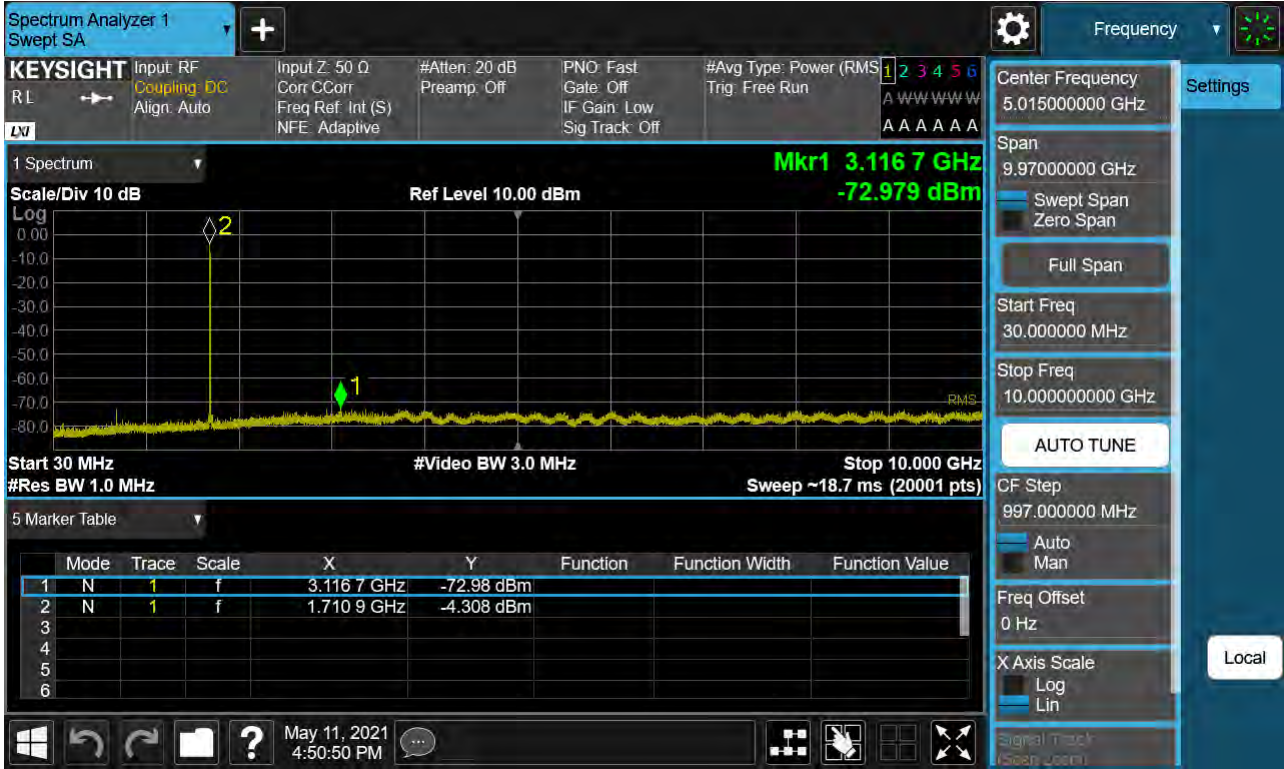 Spectrum Analyzer 1
Swept SA
Frequency
KEYSIGHT
RL
LXI
Input: RF
Coupling: DC
Align: Auto
Input Z: 50 Ω
Corr CCorr
Freq Ref: Int (S)
NFE: Adaptive
#Atten: 20 dB
Preamp: Off
PNO: Fast
Gate: Off
IF Gain: Low
Sig Track: Off
#Avg Type: Power (RMS
Trig: Free Run
1 2 3 4 5 6
A W W W W W
A A A A A A
1 Spectrum
Mkr1 3.116 7 GHz
-72.979 dBm
Scale/Div 10 dB
Ref Level 10.00 dBm
Log
0.00
-10.0
-20.0
-30.0
-40.0
-50.0
-60.0
-70.0
-80.0
2
1
RMS
Start 30 MHz
#Video BW 3.0 MHz
Stop 10.000 GHz
#Res BW 1.0 MHz
Sweep ~18.7 ms (20001 pts)
5 Marker Table
Mode Trace Scale X Y Function Function Width Function Value
1 N 1 f 3.116 7 GHz -72.98 dBm
2 N 1 f 1.710 9 GHz -4.308 dBm
3
4
5
6
Center Frequency
5.015000000 GHz
Span
9.97000000 GHz
Swept Span
Zero Span
Full Span
Start Freq
30.000000 MHz
Stop Freq
10.000000000 GHz
AUTO TUNE
CF Step
997.000000 MHz
Auto
Man
Freq Offset
0 Hz
X Axis Scale
Log
Lin
Signal Track
(Span Zoom)
Settings
Local
?
May 11, 2021
4:50:50 PM